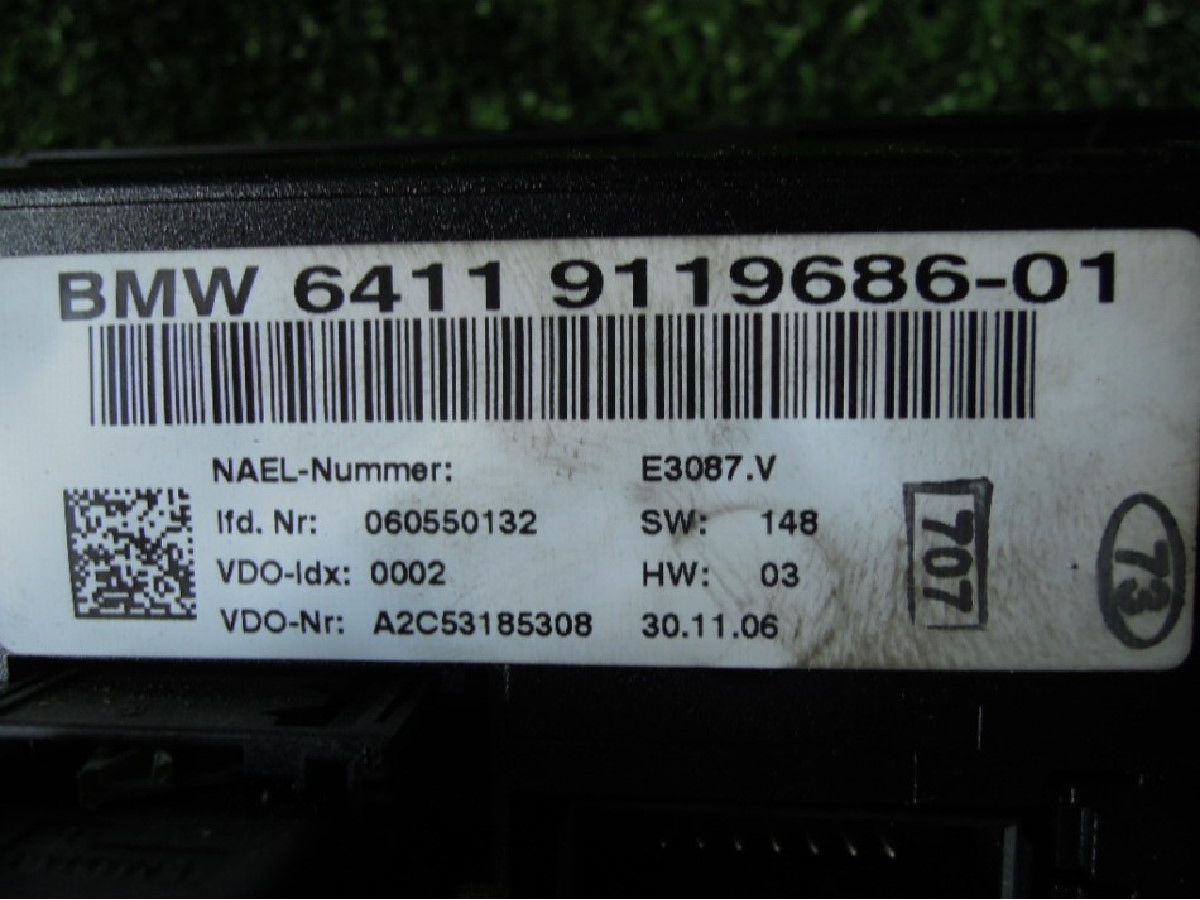 BMW 6411 9119686-01
NAEL-Nummer: E3087.V
lfd. Nr: 060550132 SW: 148
VDO-Idx: 0002 HW: 03
VDO-Nr: A2C53185308 30.11.06
707
73